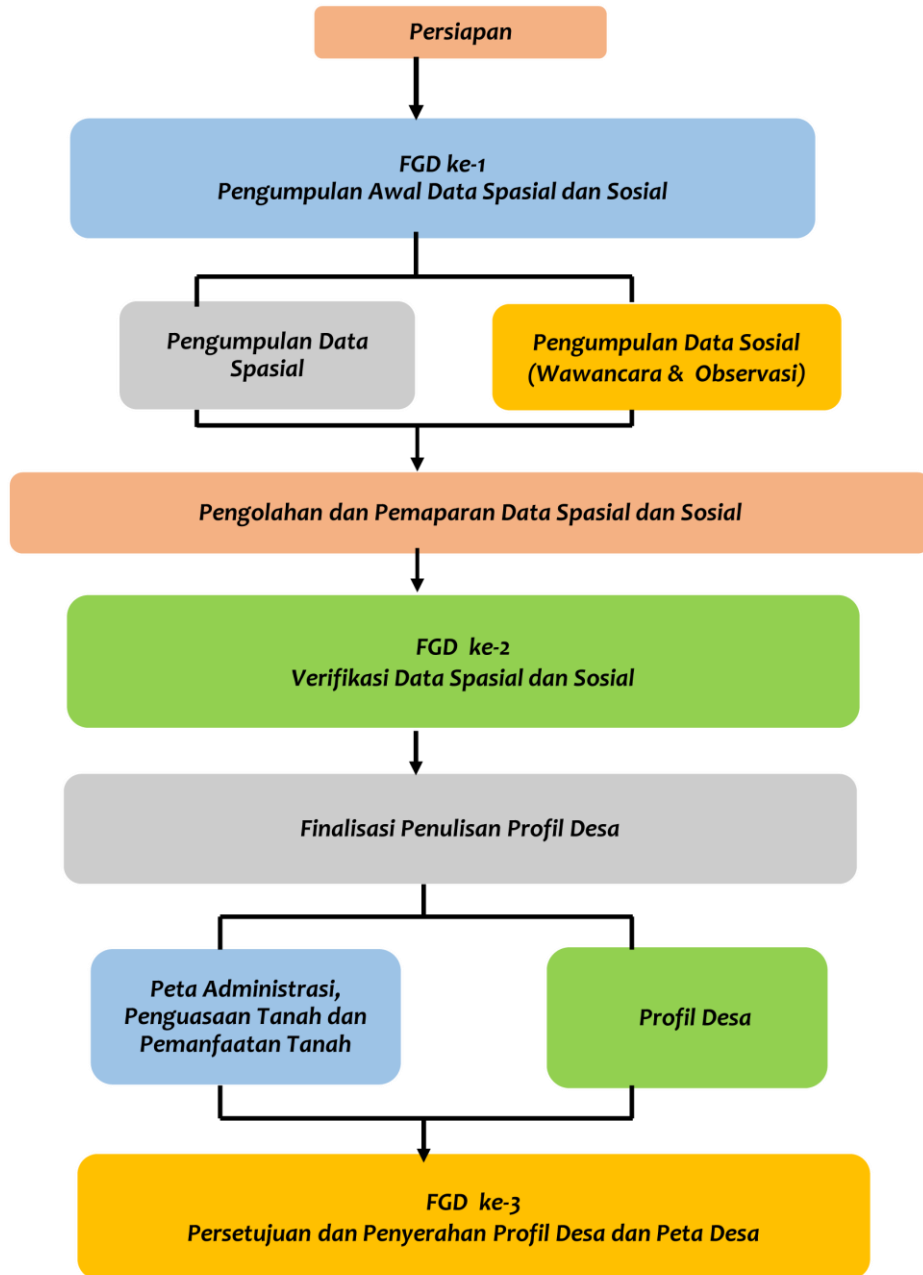 Persiapan
FGD ke-1
Pengumpulan Awal Data Spasial dan Sosial
Pengumpulan Data
Spasial
Pengumpulan Data Sosial
(Wawancara & Observasi)
Pengolahan dan Pemaparan Data Spasial dan Sosial
FGD ke-2
Verifikasi Data Spasial dan Sosial
Finalisasi Penulisan Profil Desa
Peta Administrasi,
Penguasaan Tanah dan
Pemanfaatan Tanah
Profil Desa
FGD ke-3
Persetujuan dan Penyerahan Profil Desa dan Peta Desa